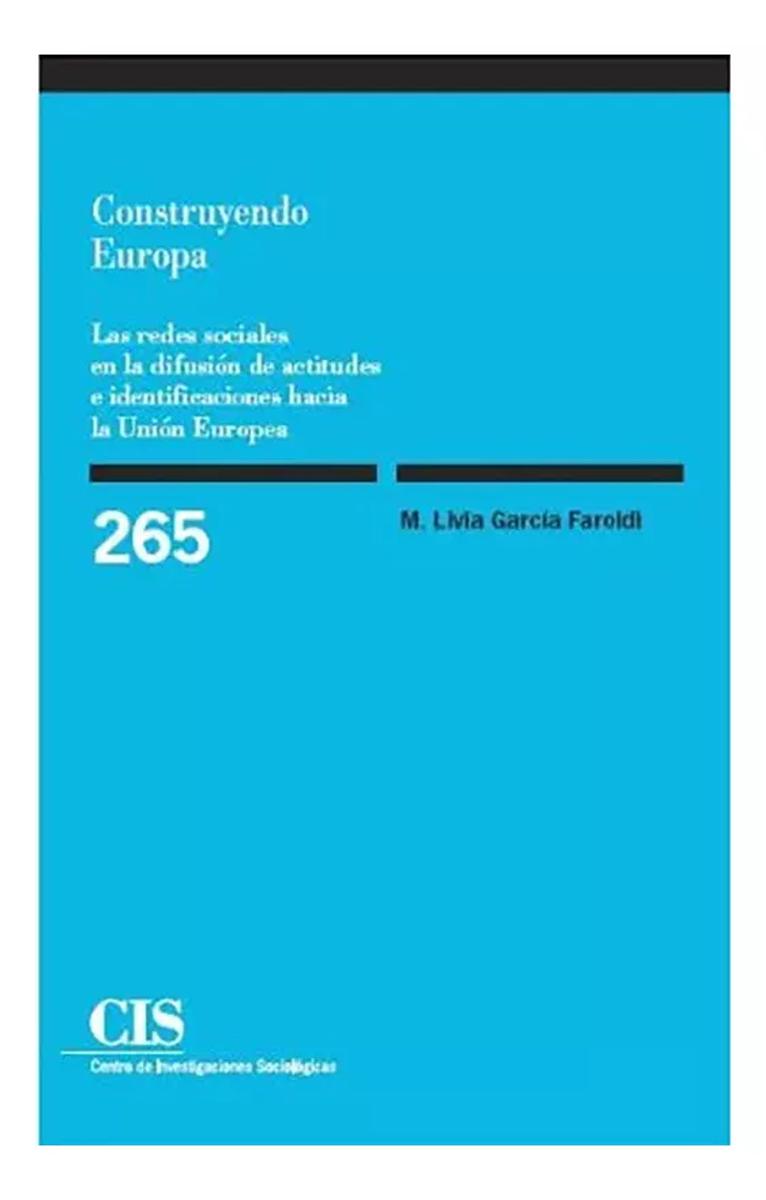 Construyendo
Europa
Las redes sociales
en la difusión de actitudes
e identificaciones hacia
la Unión Europea
265
M. Livia García Faroldi
CIS
Centro de Investigaciones Sociológicas